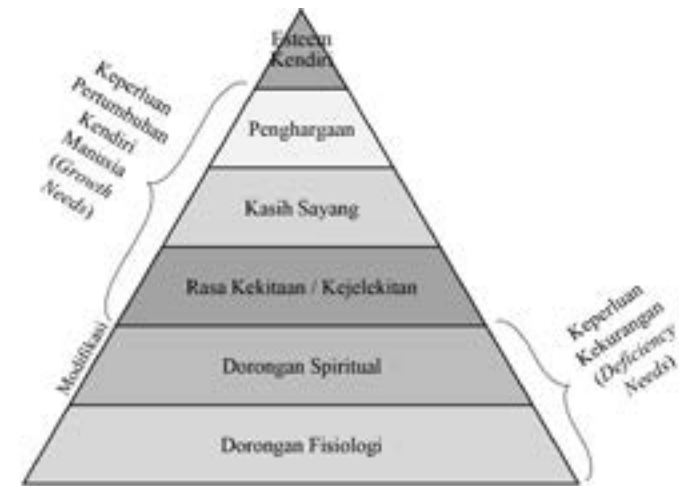 Esteem
Kendiri
Penghargaan
Kasih Sayang
Rasa Kekitaan / Kejelekitan
Dorongan Spiritual
Dorongan Fisiologi
Keperluan
Pertumbuhan
Kendiri
Manusia
(Growth
Needs)
Modifikasi
Keperluan
Kekurangan
(Deficiency
Needs)